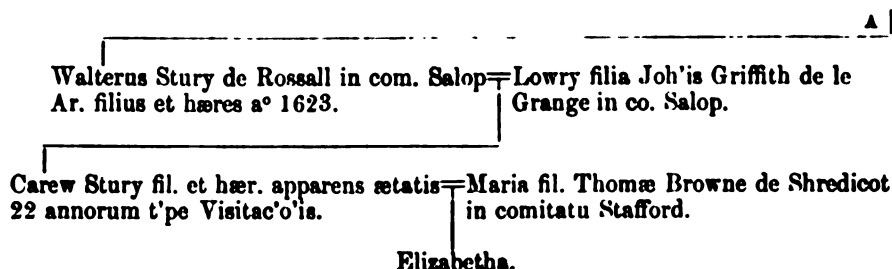 A
Walterus Stury de Rossall in com. Salop=Lowry filia Joh'is Griffith de le
Ar. filius et hæres aº 1623. Grange in co. Salop.
Carew Stury fil. et hær. apparens ætatis=Maria fil. Thomæ Browne de Shredicot
22 annorum t'pe Visitac'o'is. in comitatu Stafford.
Elizabetha.